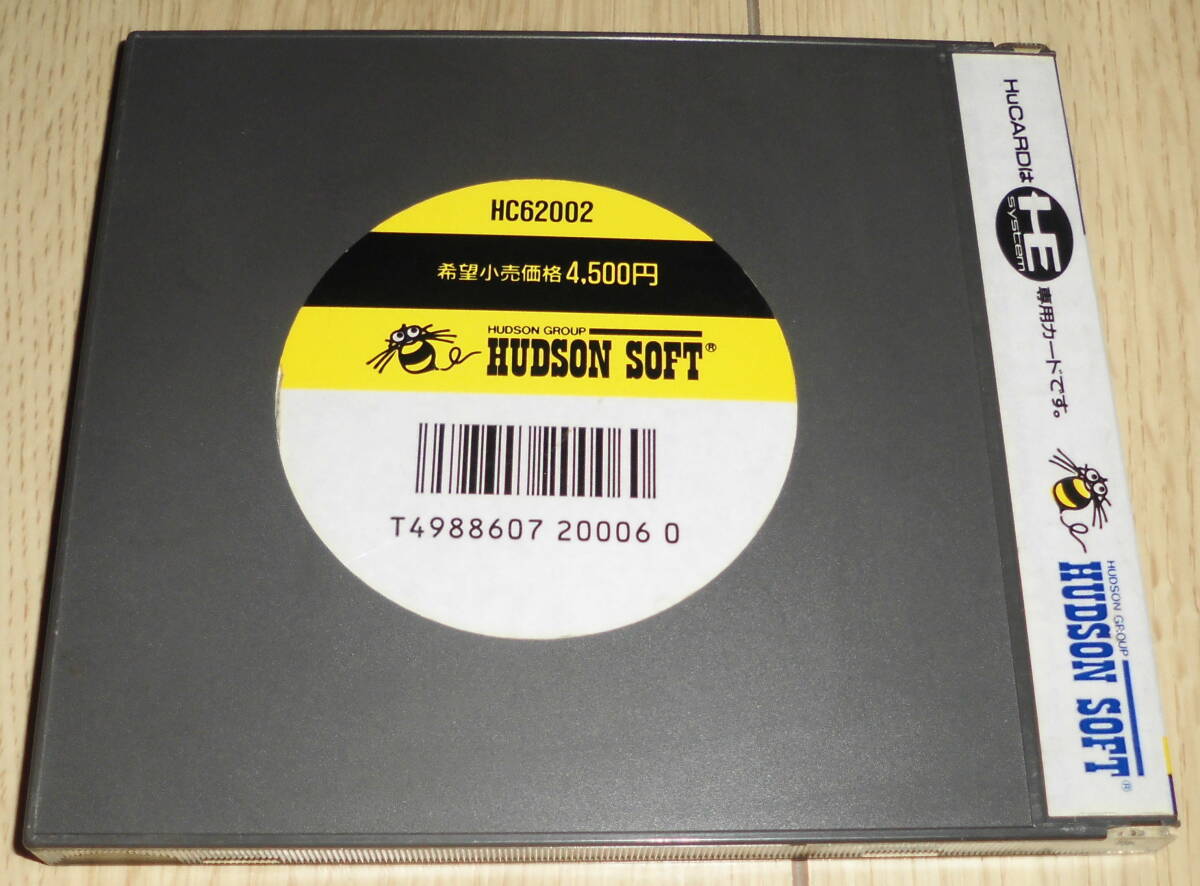 HC62002
希望小売価格4,500円
HUDSON GROUP
HUDSON SOFT®
T4988607 20006 0
HuCARDは HE system 専用カードです。
HUDSON GROUP
HUDSON SOFT®